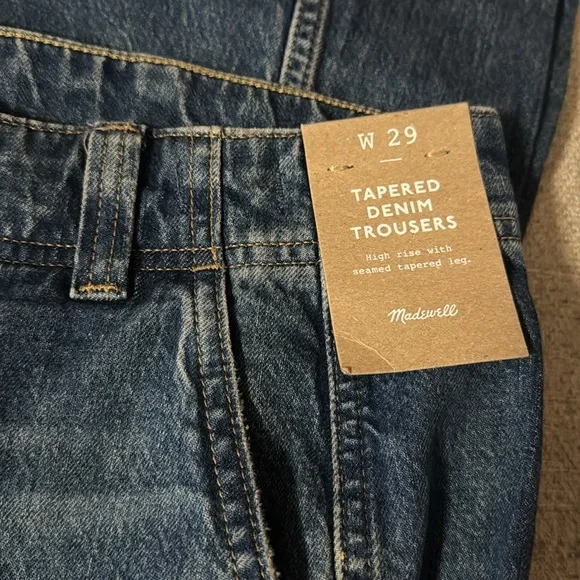 W 29
TAPERED
DENIM
TROUSERS
High rise with
seamed tapered leg.
Madewell